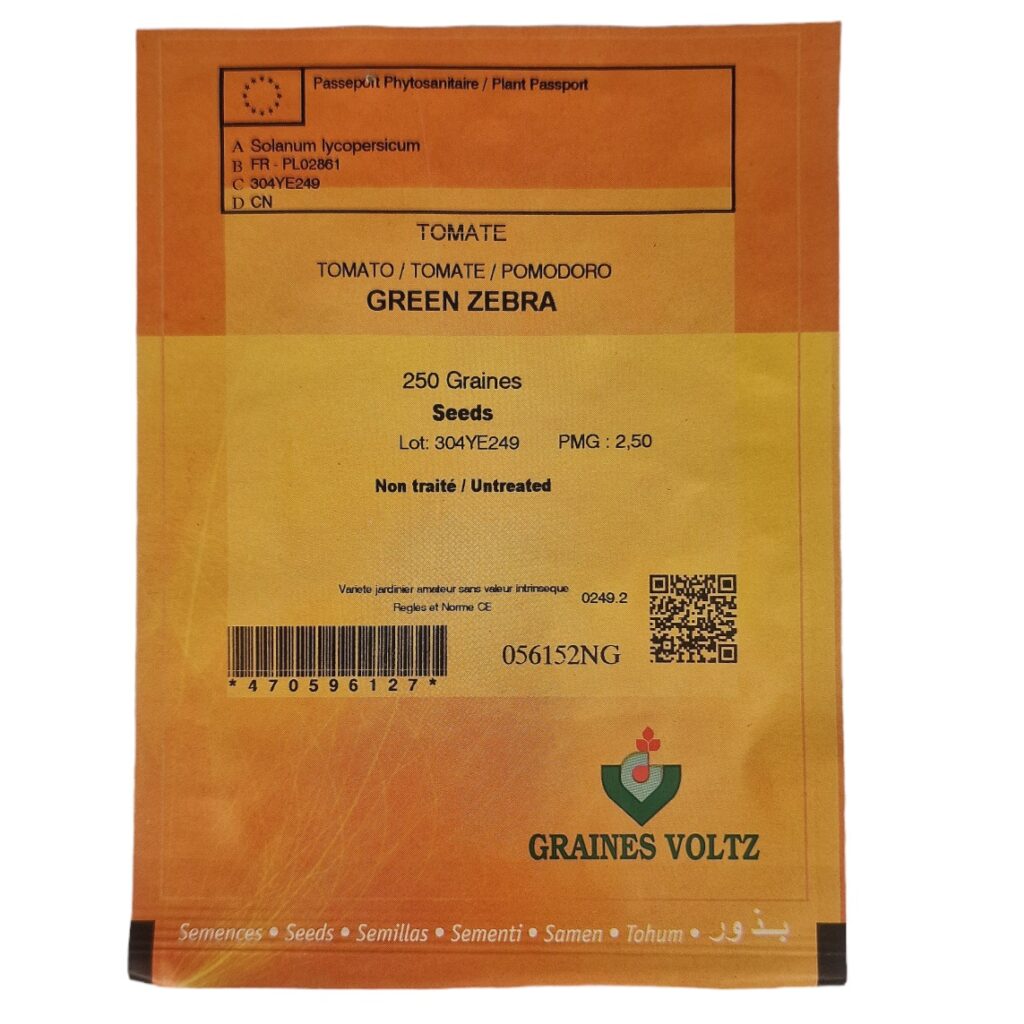 Passeport Phytosanitaire / Plant Passport
A Solanum lycopersicum
B FR - PL02861
C 304YE249
D CN
TOMATE
TOMATO / TOMATE / POMODORO
GREEN ZEBRA
250 Graines
Seeds
Lot: 304YE249 PMG : 2,50
Non traité / Untreated
Variete jardinier amateur sans valeur intrinseque
Regles et Norme CE
0249.2
056152NG
*470596127*
GRAINES VOLTZ
Semences • Seeds • Semillas • Sementi • Samen • Tohum • بذور